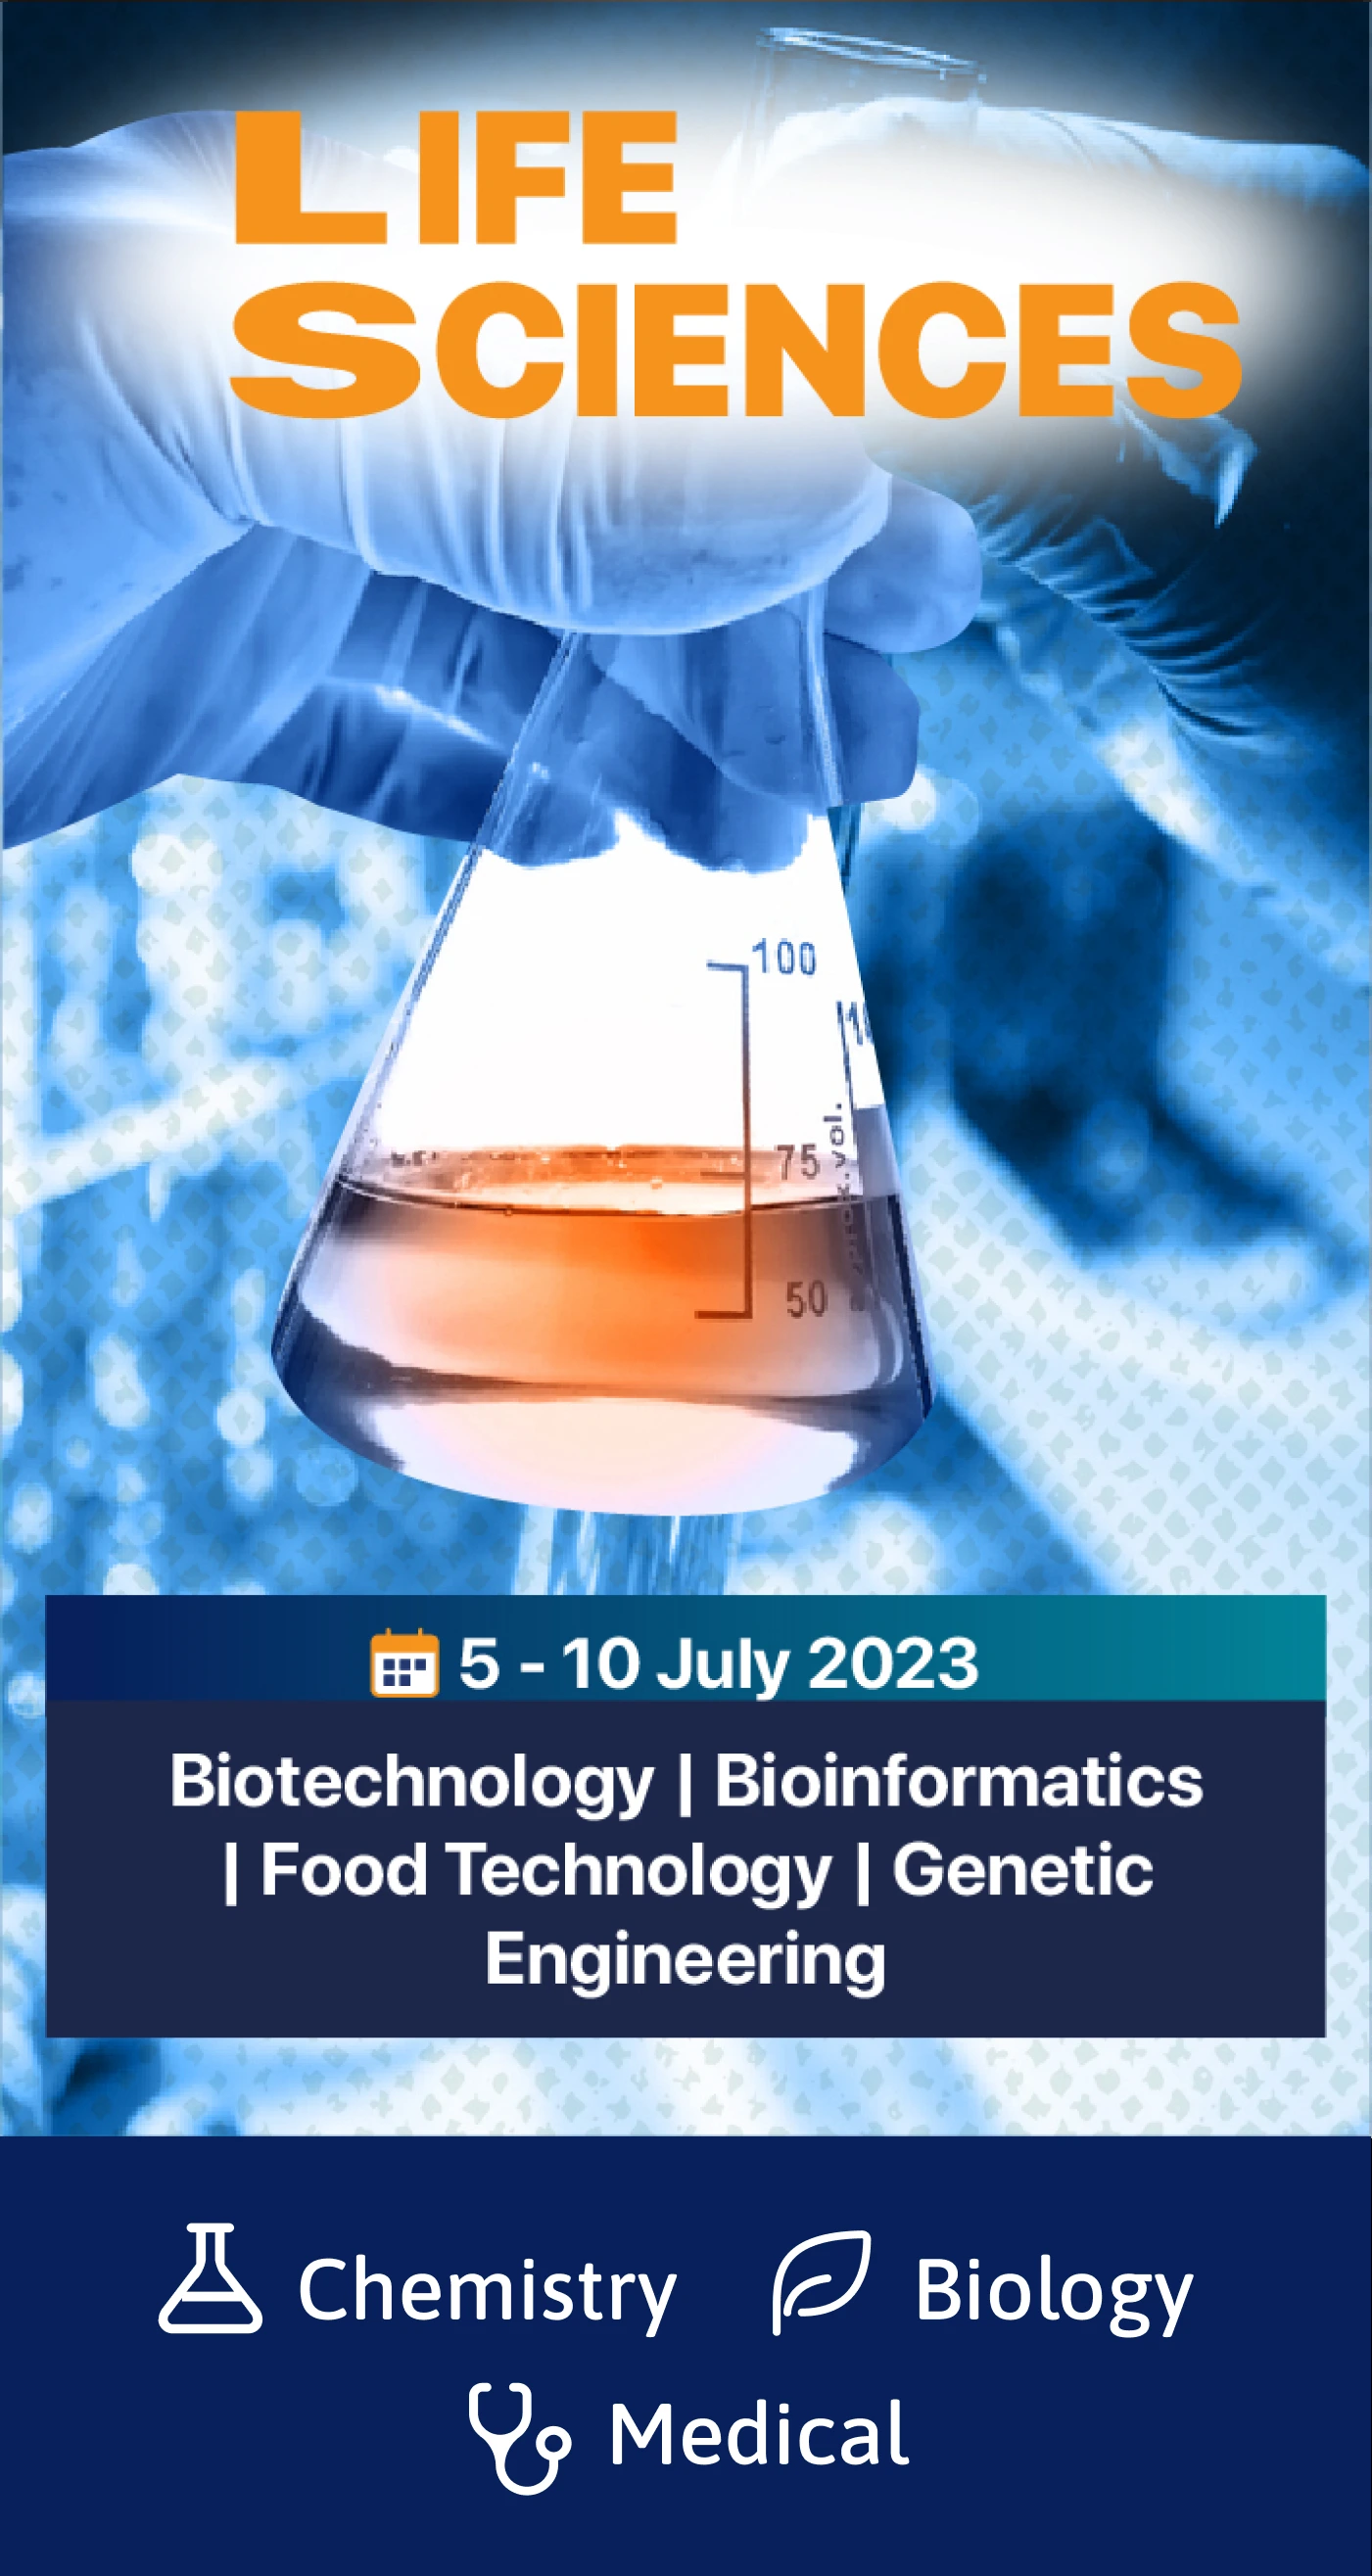 LIFE
SCIENCES
100
75
50
5 - 10 July 2023
Biotechnology | Bioinformatics
| Food Technology | Genetic
Engineering
Chemistry
Biology
Medical